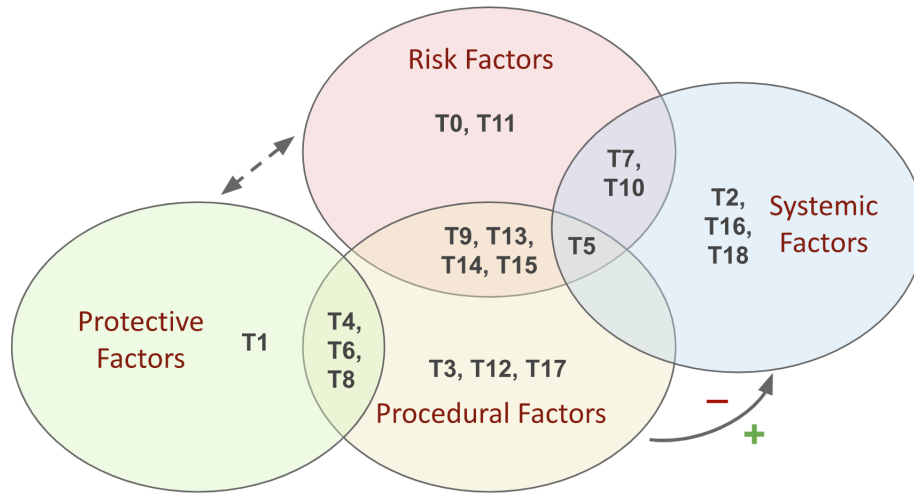 Risk Factors
T0, T11
T7,
T10
T2,
T16,
T18
Systemic
Factors
T9, T13,
T14, T15
T5
Protective
Factors
T1
T4,
T6,
T8
T3, T12, T17
Procedural Factors
−
+